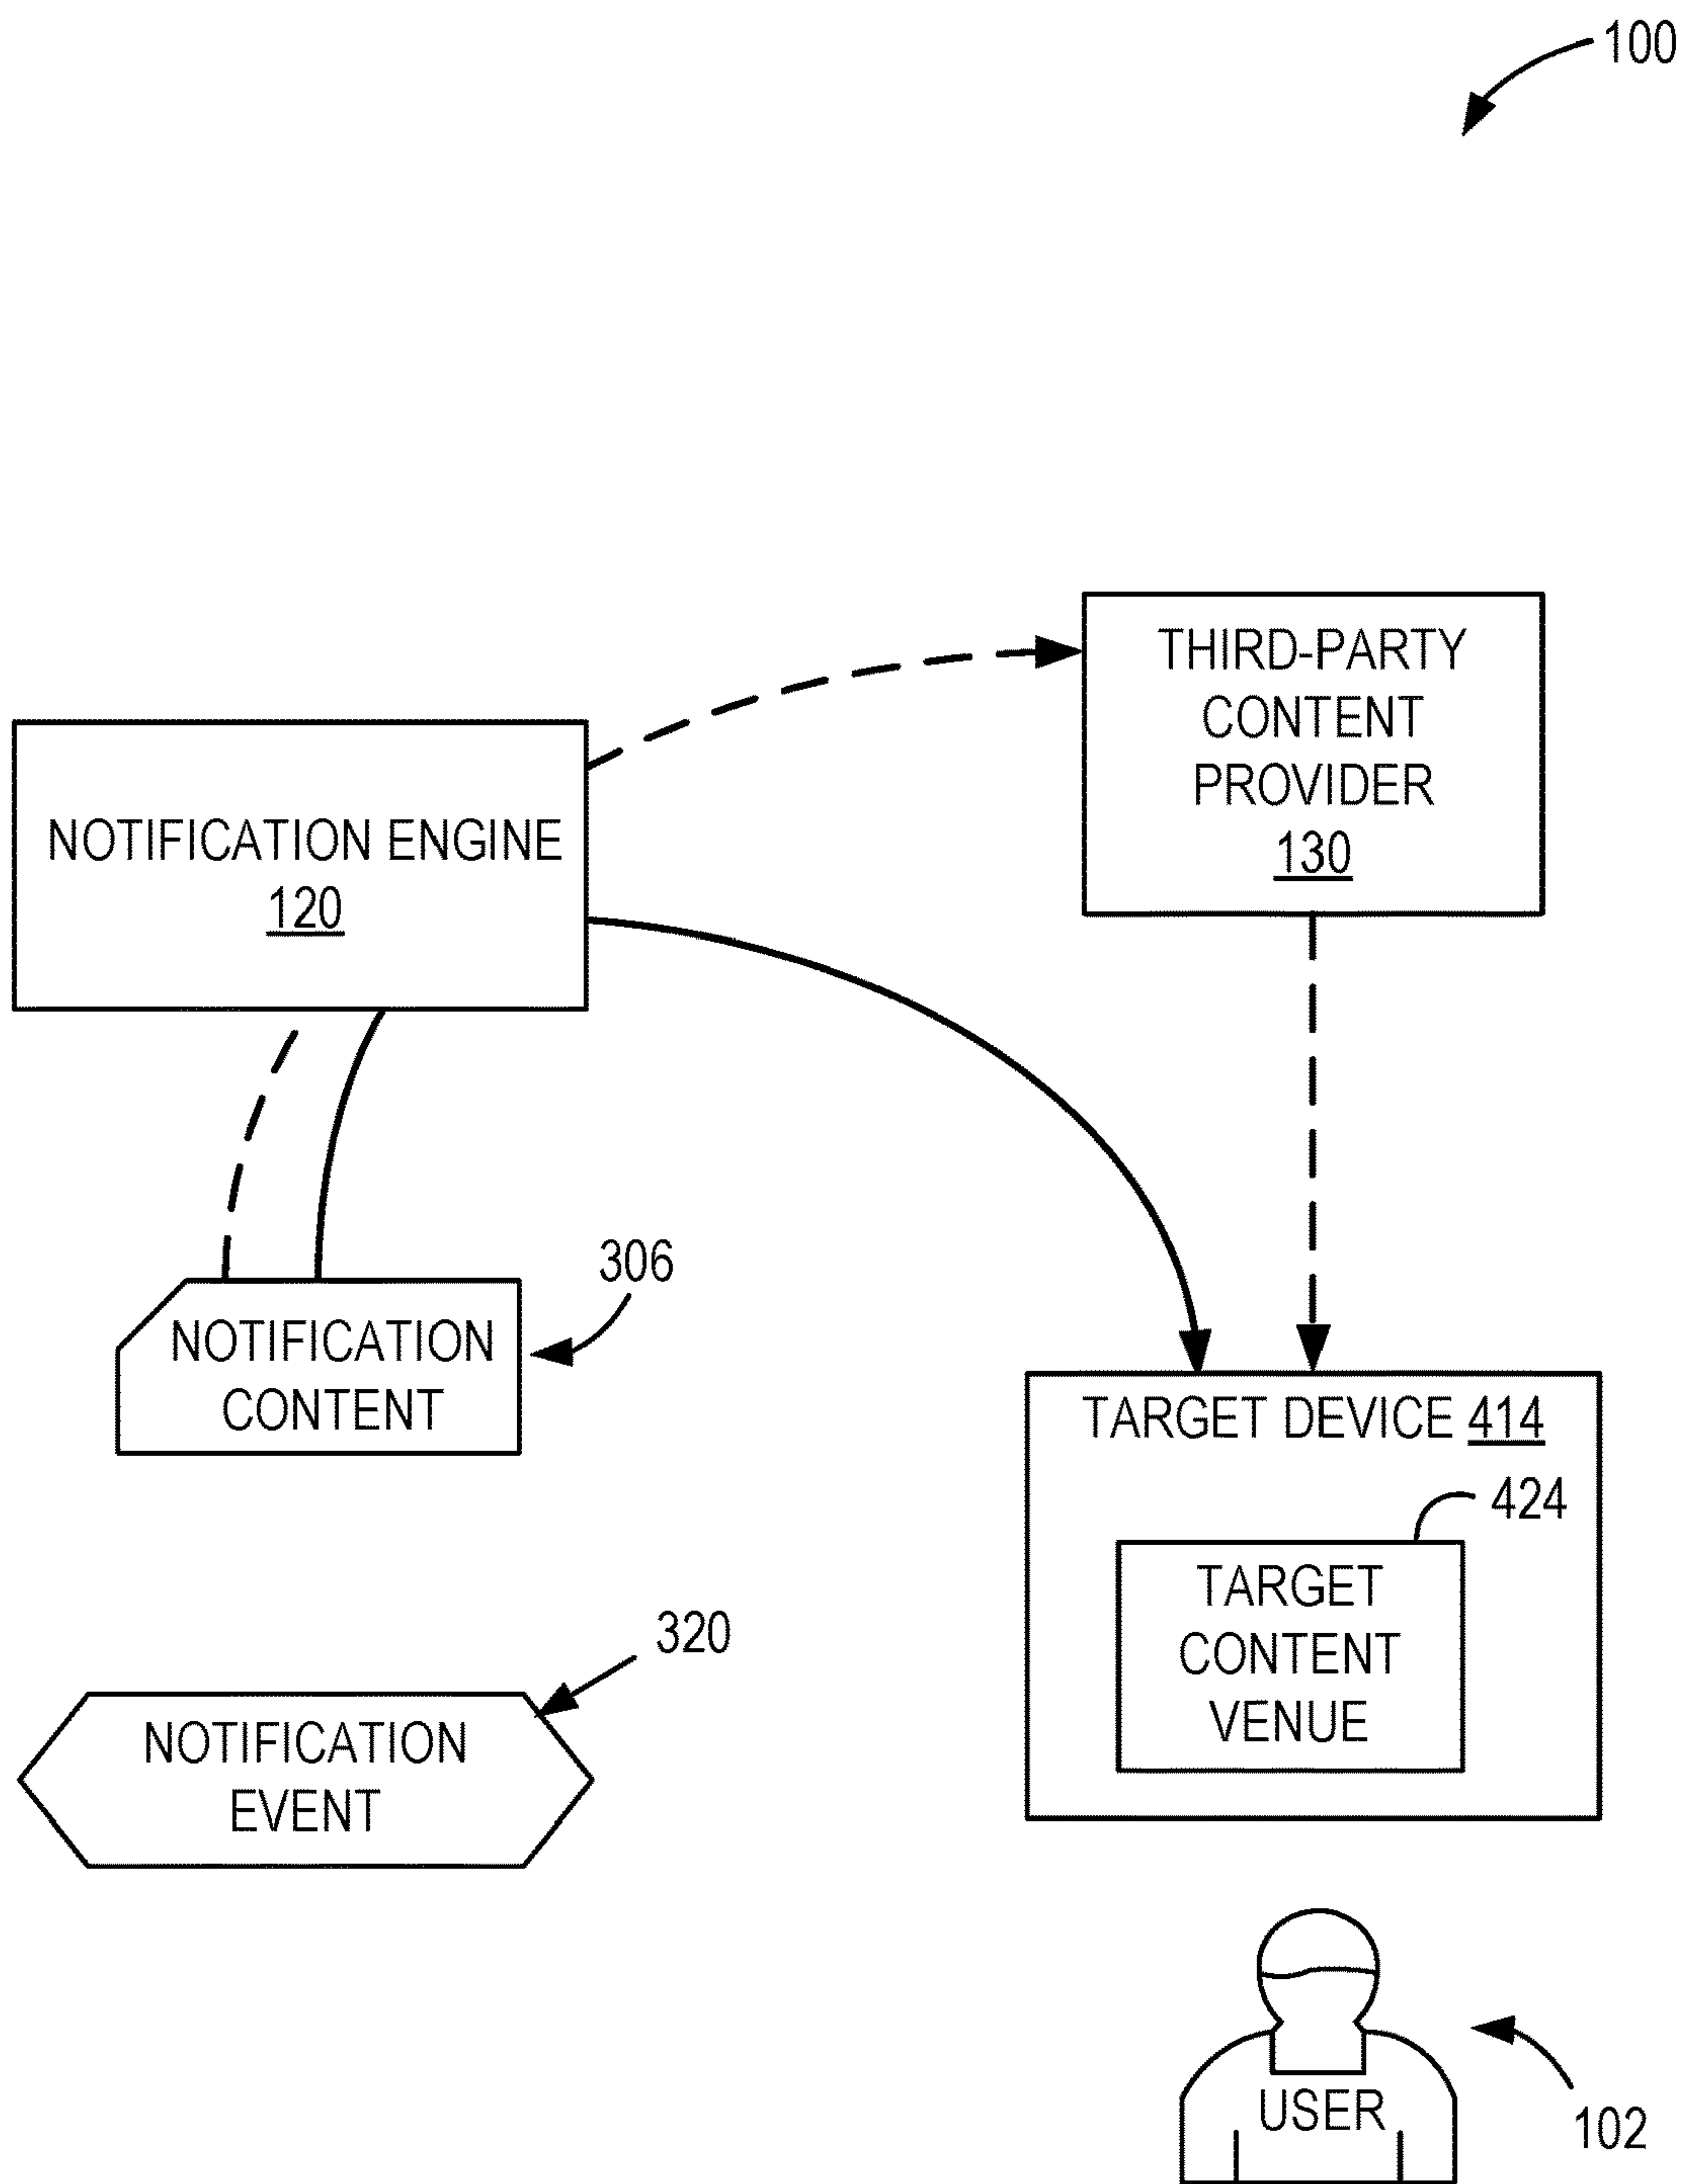 100
THIRD-PARTY
CONTENT
PROVIDER
130
NOTIFICATION ENGINE
120
306
NOTIFICATION
CONTENT
TARGET DEVICE 414
424
TARGET
CONTENT
VENUE
320
NOTIFICATION
EVENT
USER
102